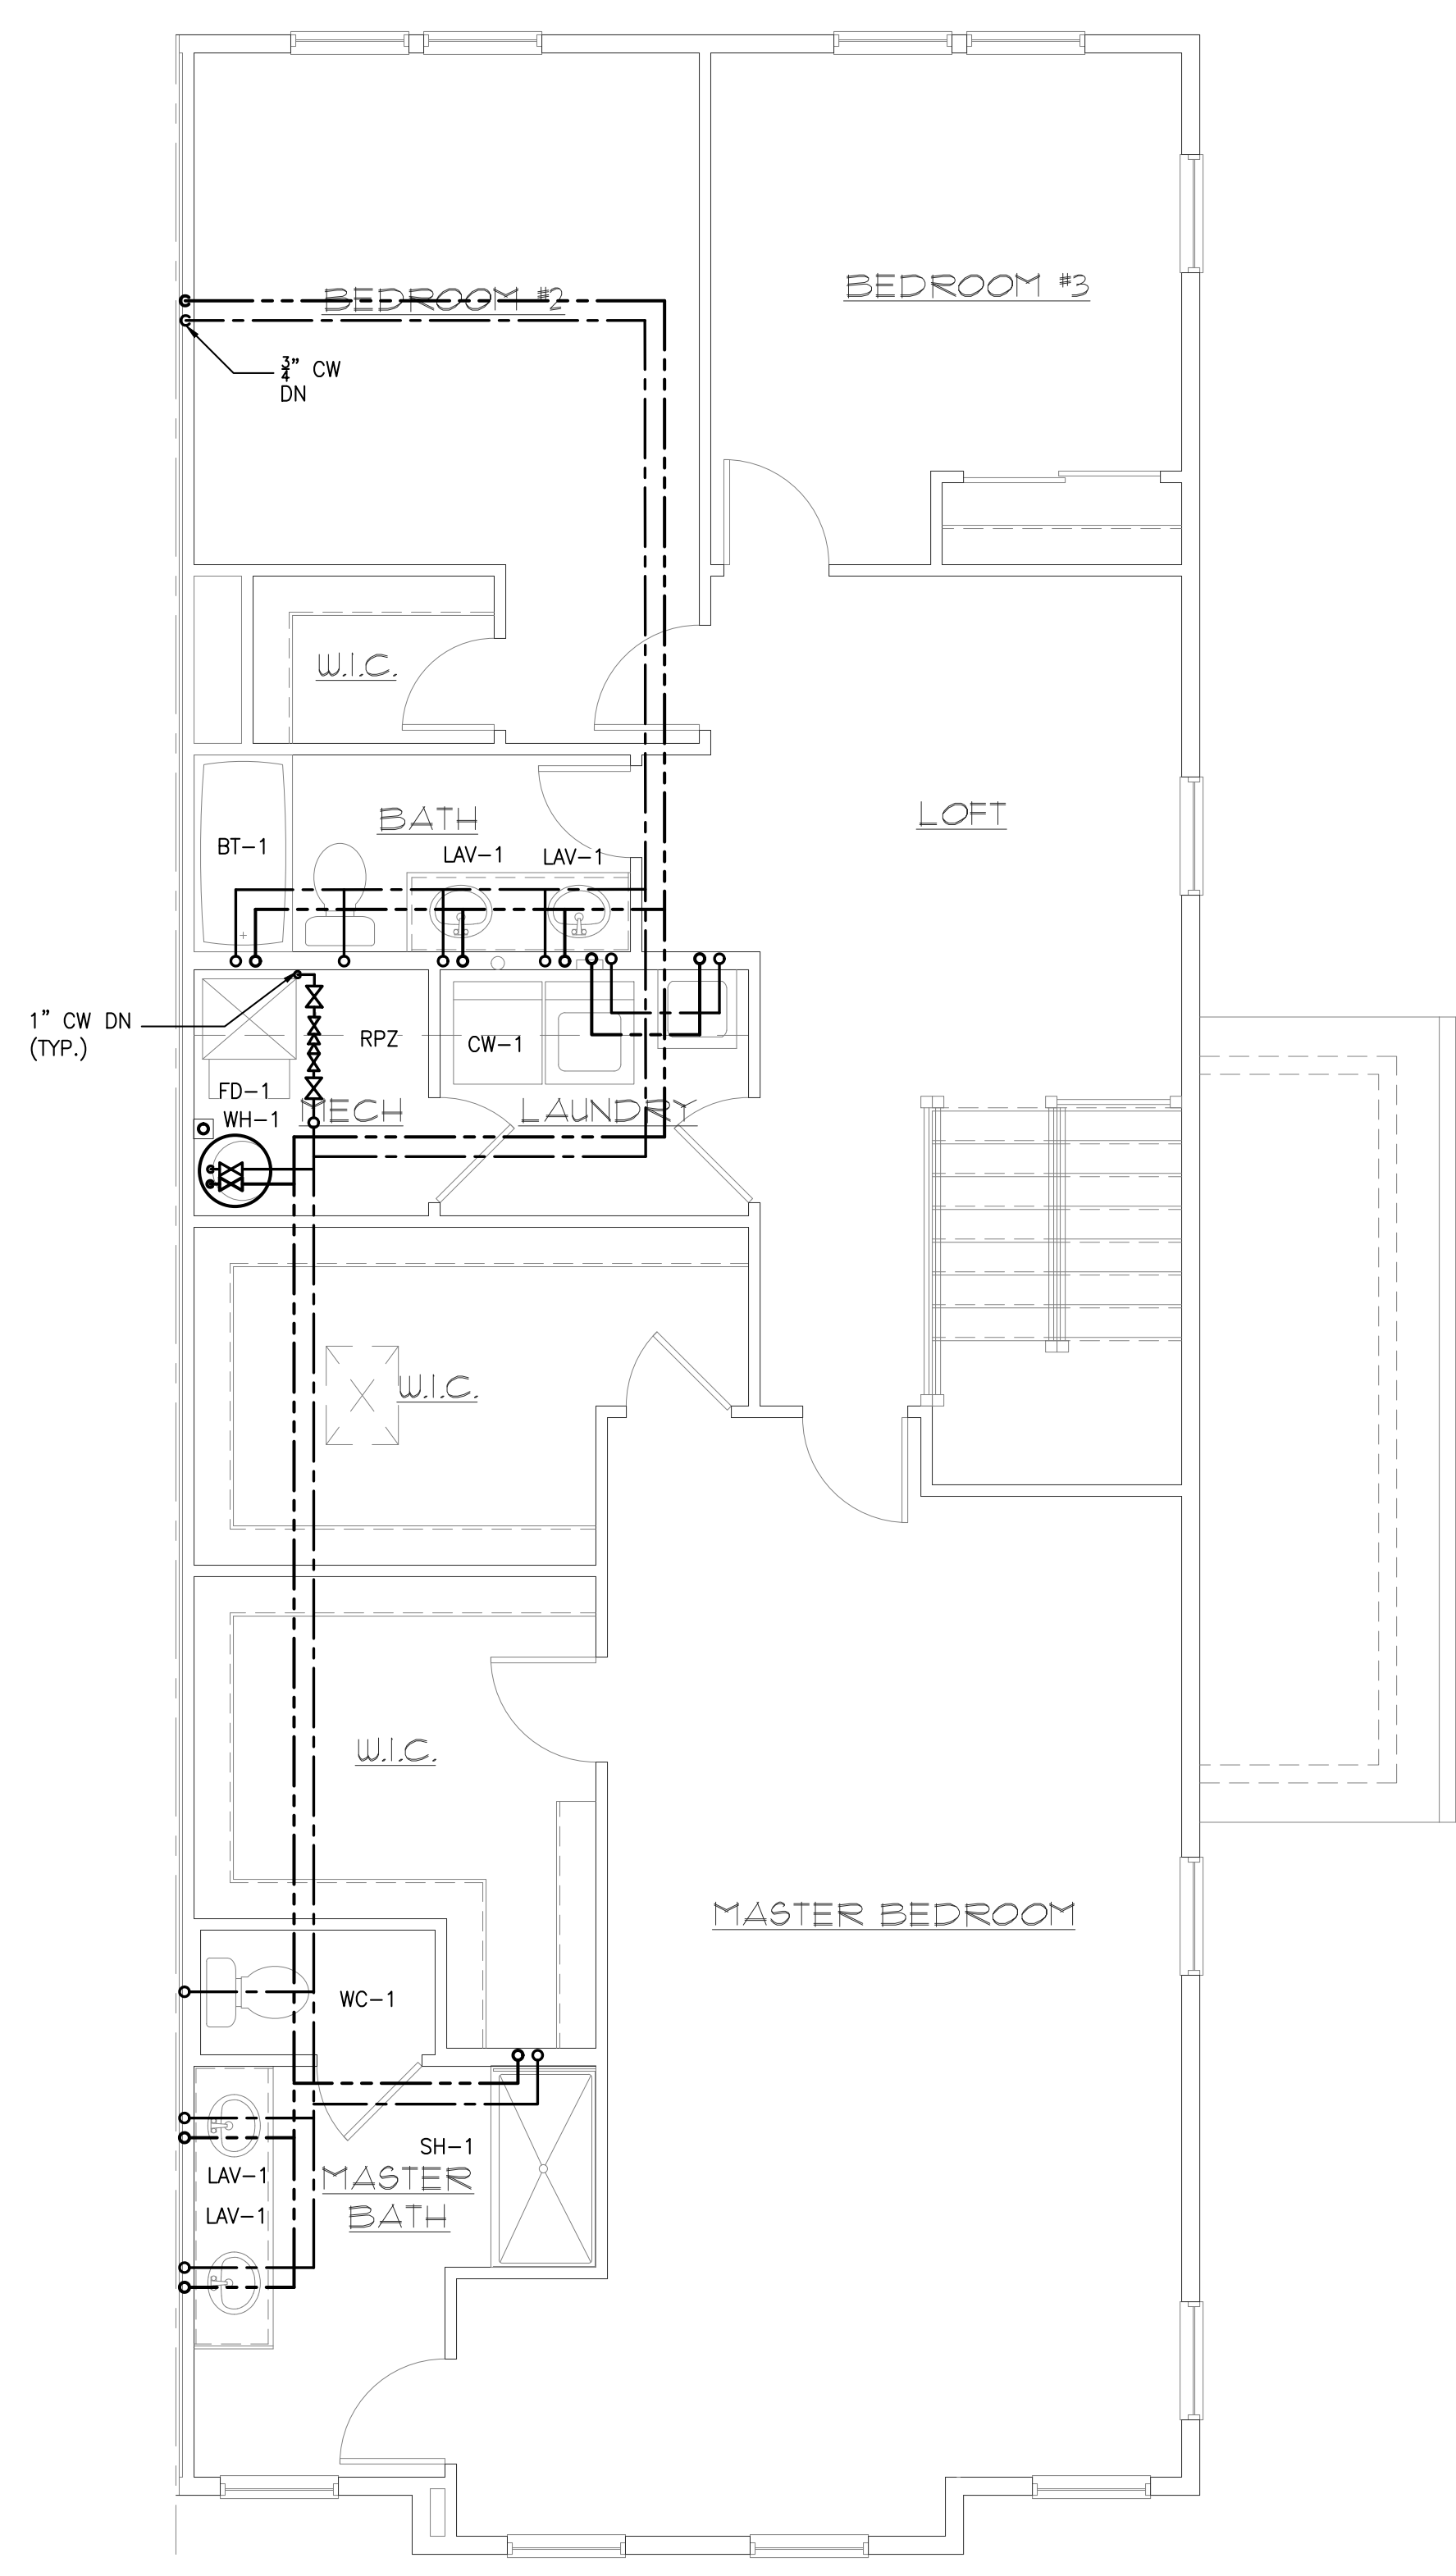 BEDROOM #2
BEDROOM #3
3/4" CW
DN
W.I.C.
BATH
LOFT
BT-1
LAV-1
LAV-1
1" CW DN
(TYP.)
RPZ
CW-1
FD-1
WH-1
MECH
LAUNDRY
W.I.C.
W.I.C.
MASTER BEDROOM
WC-1
SH-1
LAV-1
LAV-1
MASTER
BATH